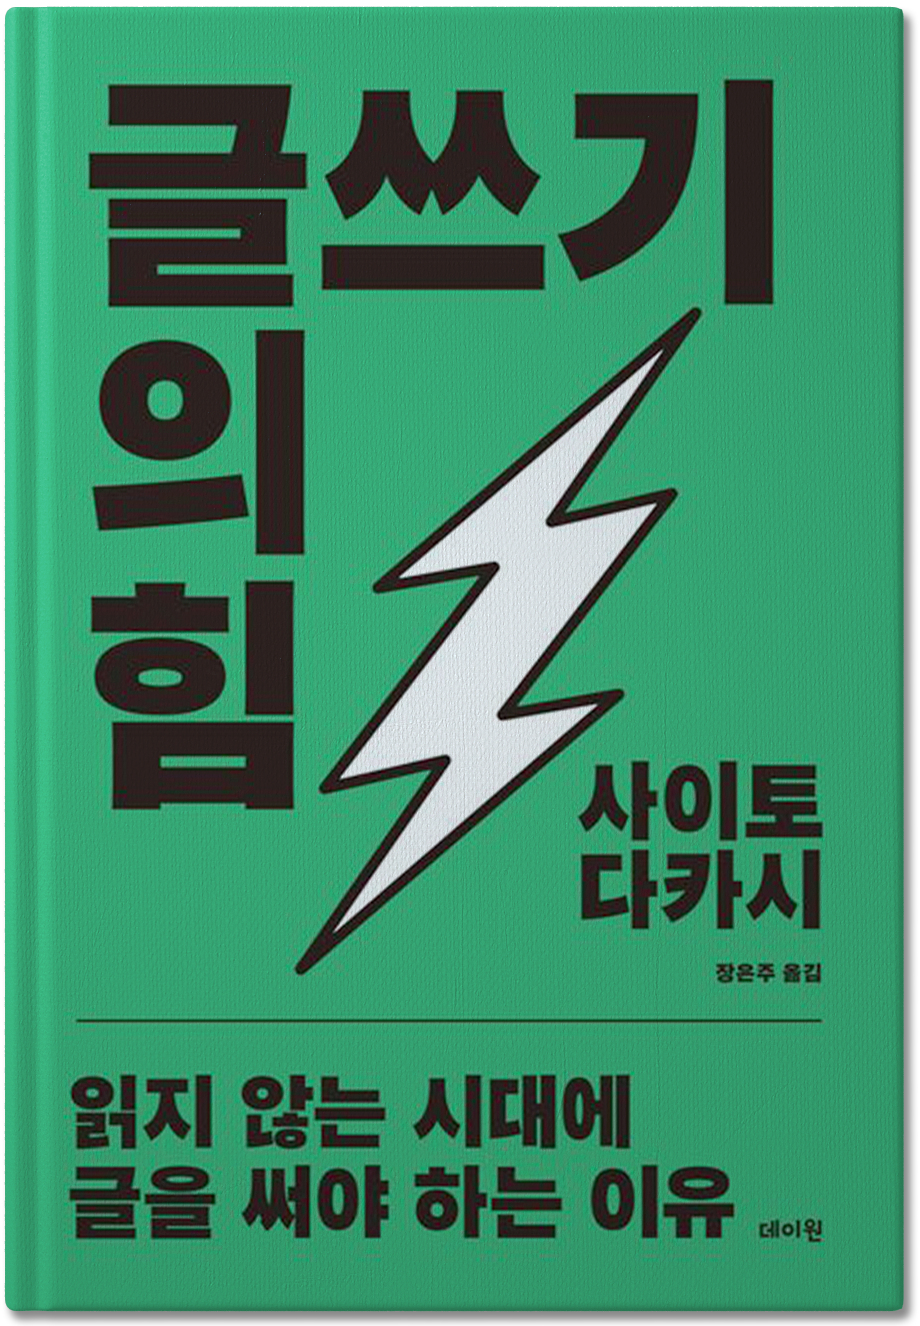 글쓰기
의
힘
사이토
다카시
장은주 옮김
읽지 않는 시대에
글을 써야 하는 이유
데이원